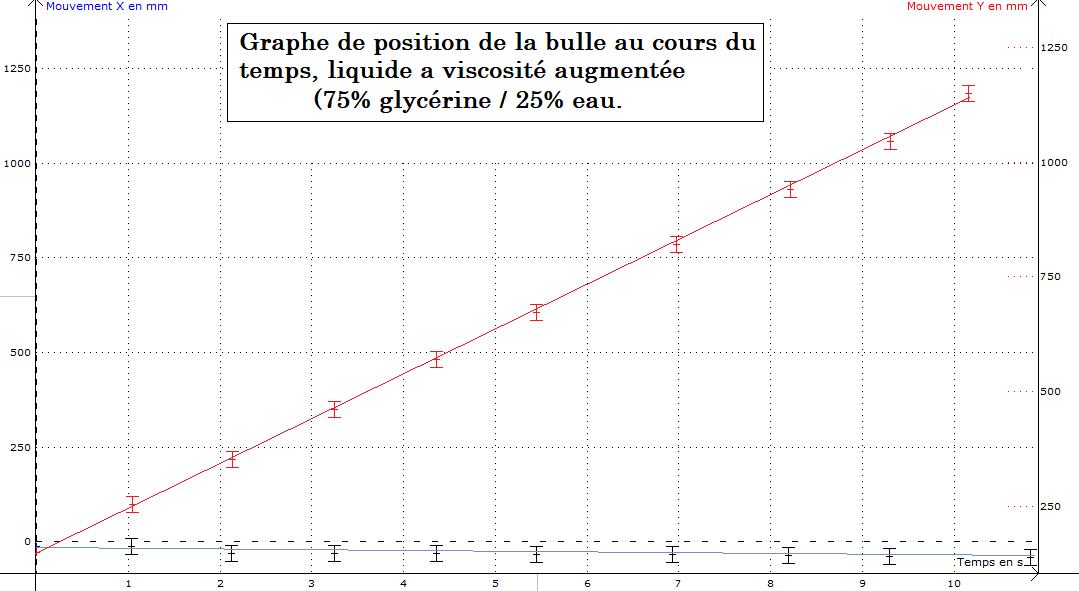 Mouvement X en mm
Mouvement Y en mm
Graphe de position de la bulle au cours du
temps, liquide a viscosité augmentée
(75% glycérine / 25% eau.
1250
1000
750
500
250
0
1250
1000
750
500
250
Temps en s
1 2 3 4 5 6 7 8 9 10